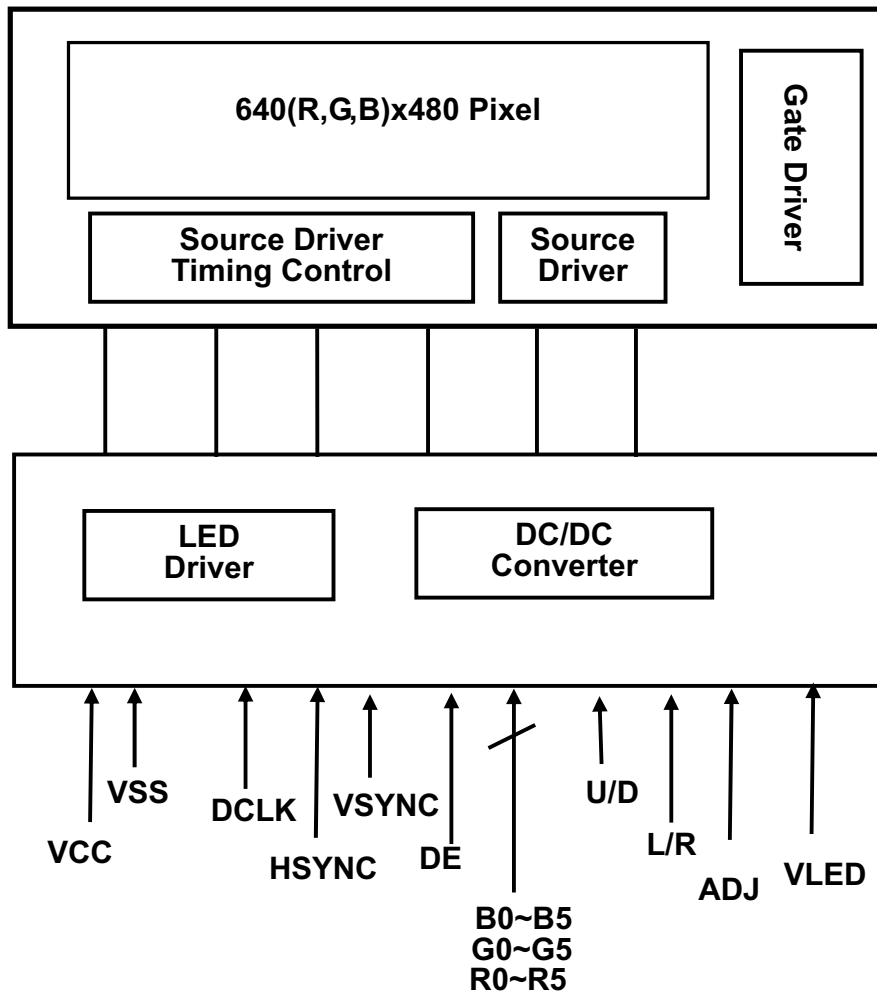 640(R,G,B)x480 Pixel
Gate Driver
Source Driver
Timing Control
Source
Driver
LED
Driver
DC/DC
Converter
VCC
VSS
DCLK
HSYNC
VSYNC
DE
B0~B5
G0~G5
R0~R5
U/D
L/R
ADJ
VLED